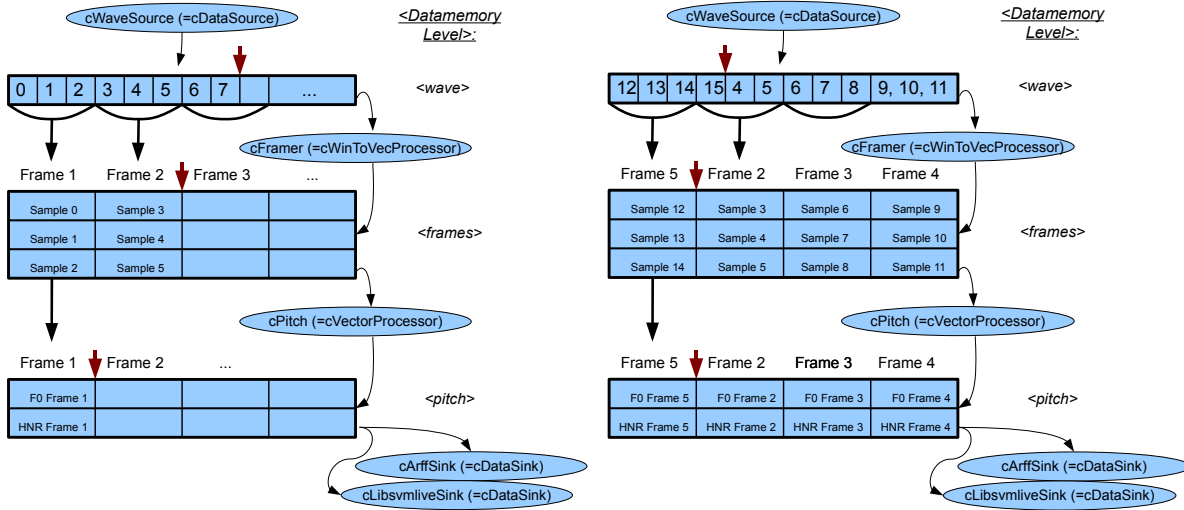 cWaveSource (=cDataSource)
<Datamemory
Level>:
0 1 2 3 4 5 6 7 ...
<wave>
cFramer (=cWinToVecProcessor)
Frame 1 Frame 2 Frame 3 ...
Sample 0 Sample 3
Sample 1 Sample 4
Sample 2 Sample 5
<frames>
cPitch (=cVectorProcessor)
Frame 1 Frame 2 ...
F0 Frame 1
HNR Frame 1
<pitch>
cArffSink (=cDataSink)
cLibsvmliveSink (=cDataSink)
cWaveSource (=cDataSource)
<Datamemory
Level>:
12 13 14 15 4 5 6 7 8 9, 10, 11
<wave>
cFramer (=cWinToVecProcessor)
Frame 5 Frame 2 Frame 3 Frame 4
Sample 12 Sample 3 Sample 6 Sample 9
Sample 13 Sample 4 Sample 7 Sample 10
Sample 14 Sample 5 Sample 8 Sample 11
<frames>
cPitch (=cVectorProcessor)
Frame 5 Frame 2 Frame 3 Frame 4
F0 Frame 5 F0 Frame 2 F0 Frame 3 F0 Frame 4
HNR Frame 5 HNR Frame 2 HNR Frame 3 HNR Frame 4
<pitch>
cArffSink (=cDataSink)
cLibsvmliveSink (=cDataSink)